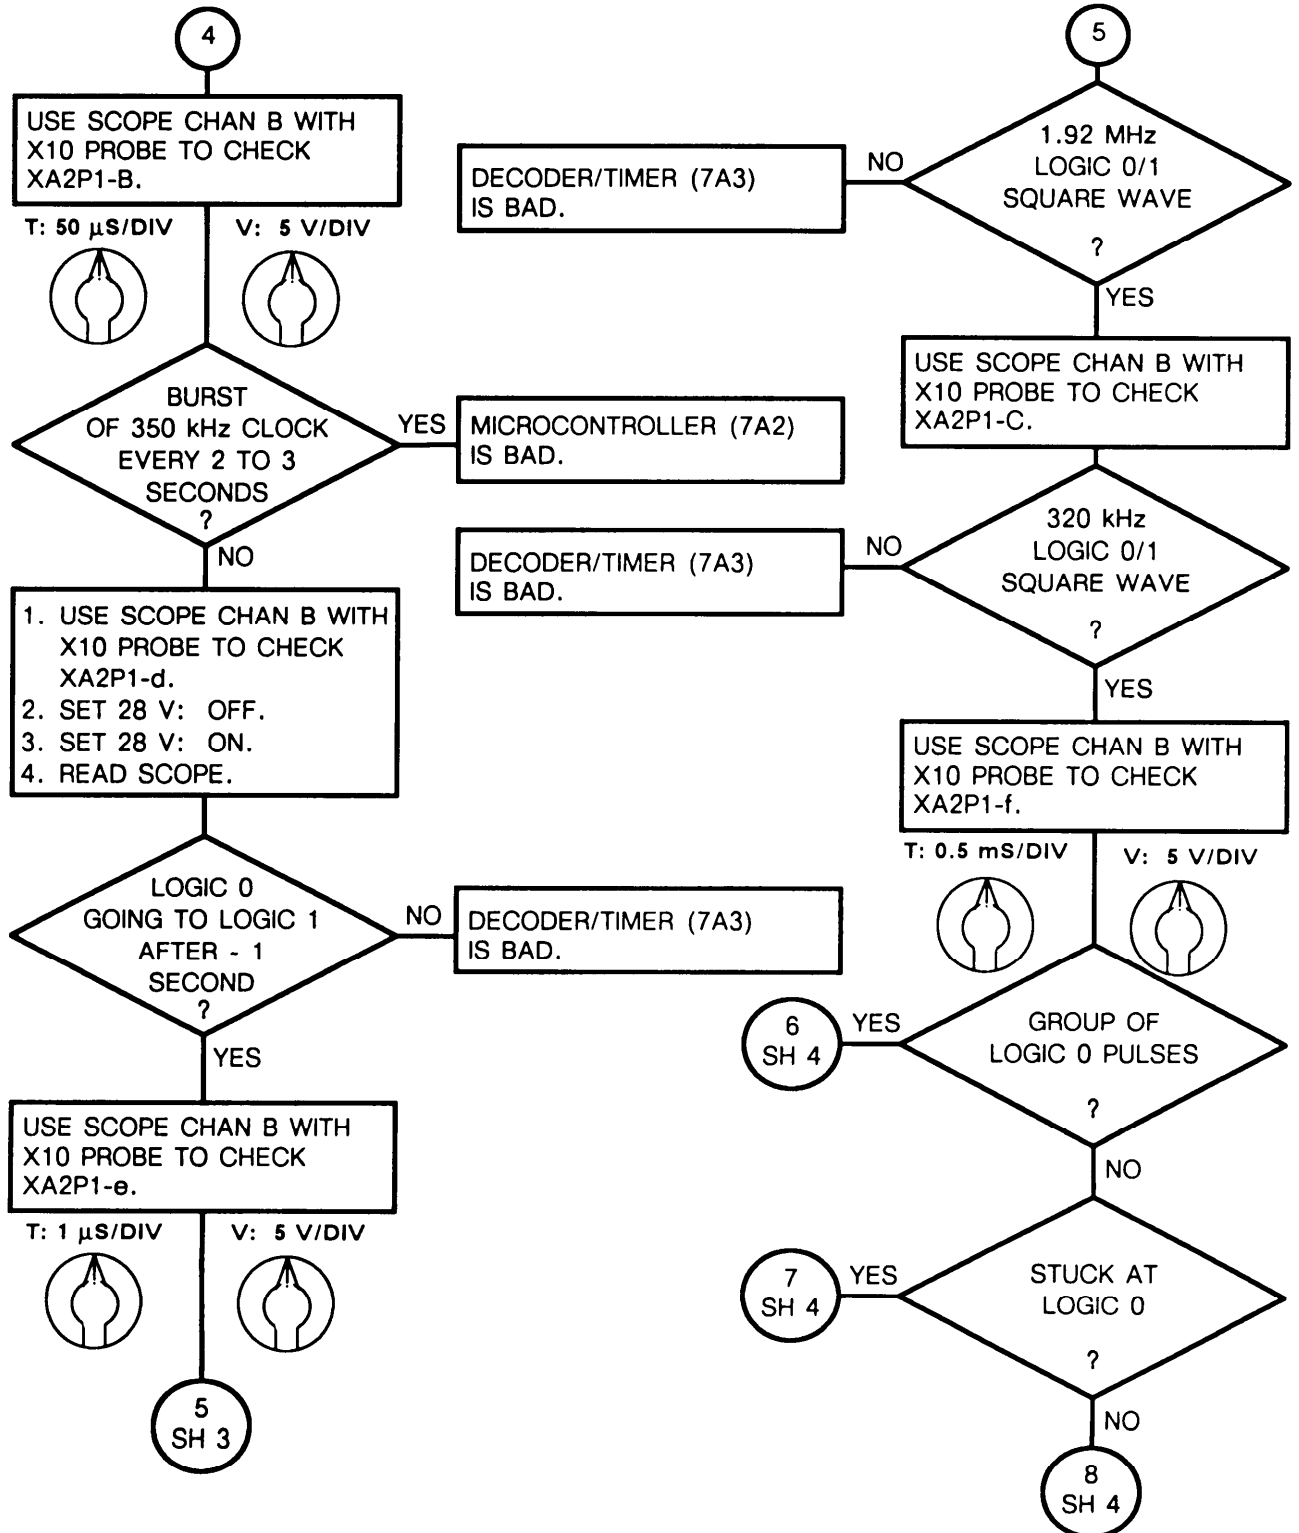 4
USE SCOPE CHAN B WITH
X10 PROBE TO CHECK
XA2P1-B.
T: 50 µS/DIV
V: 5 V/DIV
BURST
OF 350 kHz CLOCK
EVERY 2 TO 3
SECONDS
?
YES
MICROCONTROLLER (7A2)
IS BAD.
NO
1. USE SCOPE CHAN B WITH
X10 PROBE TO CHECK
XA2P1-d.
2. SET 28 V: OFF.
3. SET 28 V: ON.
4. READ SCOPE.
LOGIC 0
GOING TO LOGIC 1
AFTER - 1
SECOND
?
NO
DECODER/TIMER (7A3)
IS BAD.
YES
USE SCOPE CHAN B WITH
X10 PROBE TO CHECK
XA2P1-e.
T: 1 µS/DIV
V: 5 V/DIV
5
SH 3
5
1.92 MHz
LOGIC 0/1
SQUARE WAVE
?
NO
DECODER/TIMER (7A3)
IS BAD.
YES
USE SCOPE CHAN B WITH
X10 PROBE TO CHECK
XA2P1-C.
320 kHz
LOGIC 0/1
SQUARE WAVE
?
NO
DECODER/TIMER (7A3)
IS BAD.
YES
USE SCOPE CHAN B WITH
X10 PROBE TO CHECK
XA2P1-f.
T: 0.5 mS/DIV
V: 5 V/DIV
GROUP OF
LOGIC 0 PULSES
?
YES
6
SH 4
NO
STUCK AT
LOGIC 0
?
YES
7
SH 4
NO
8
SH 4